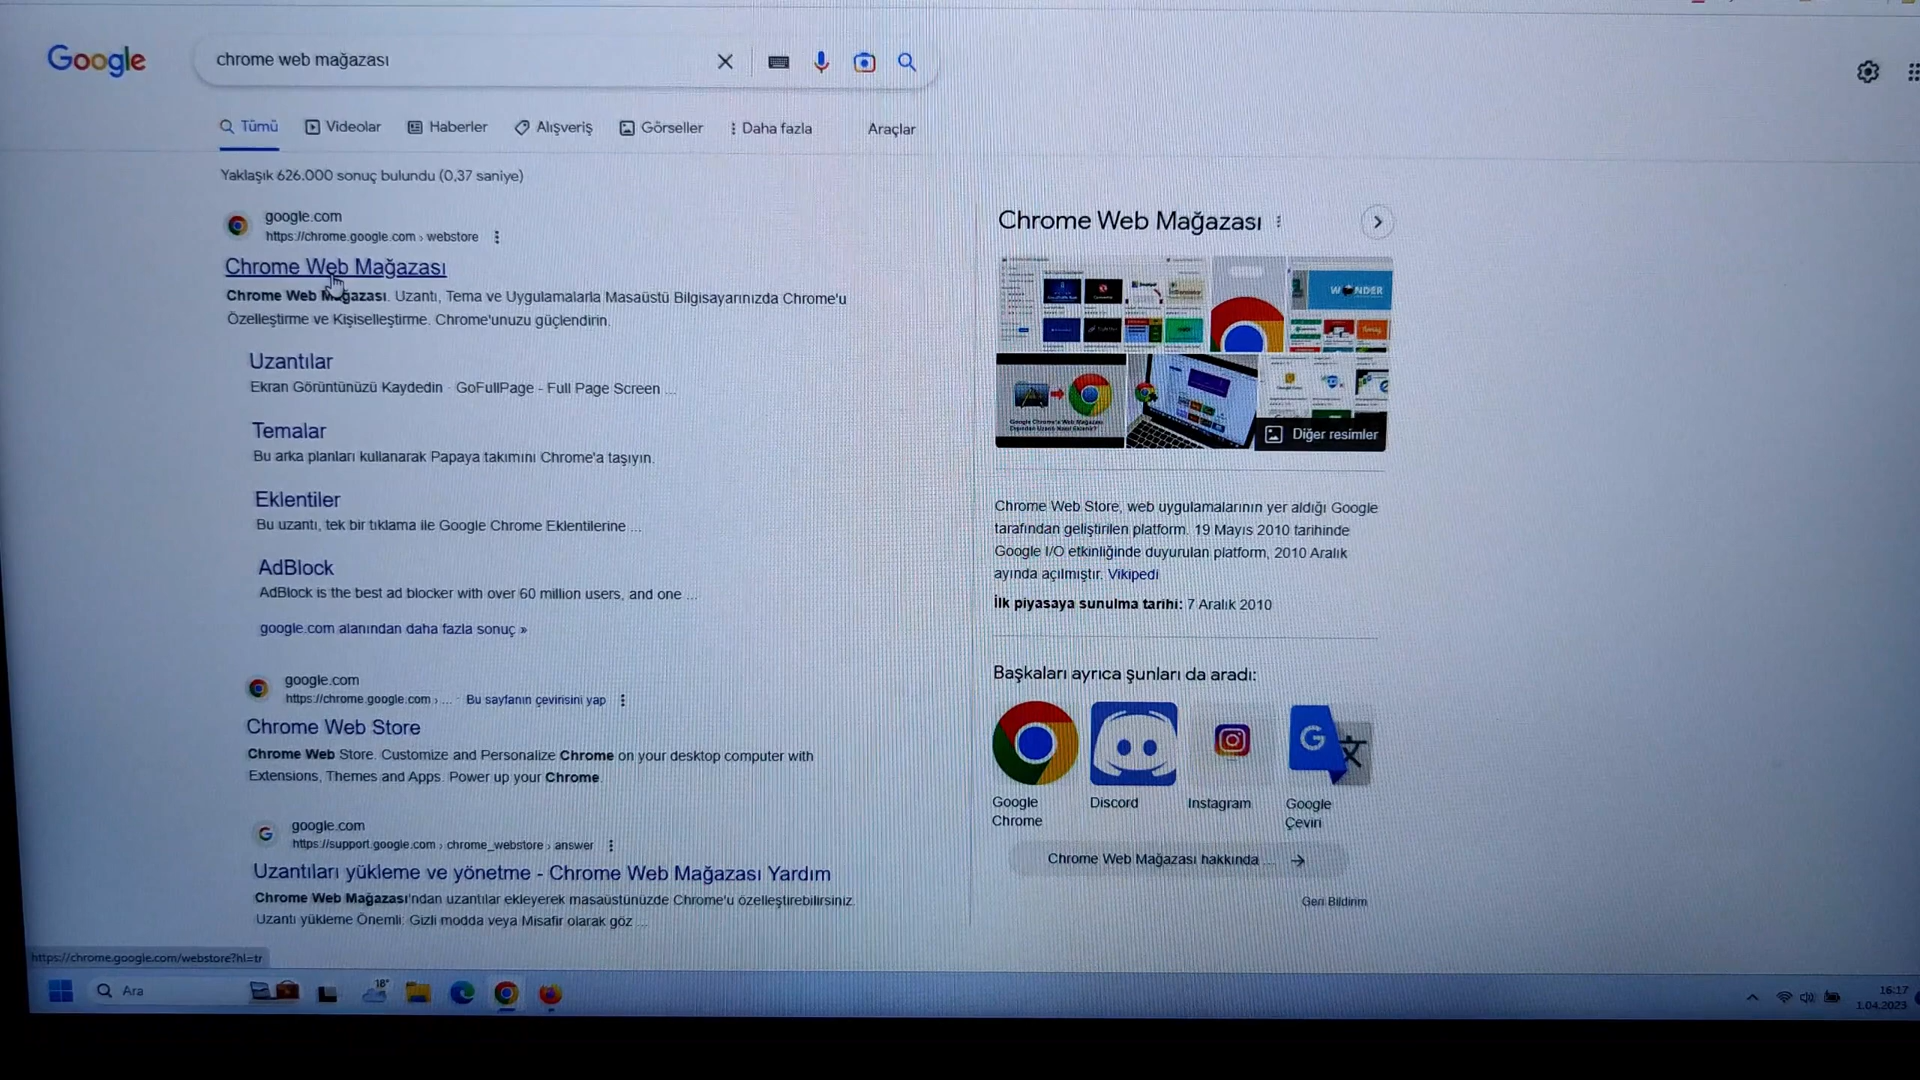 Google
chrome web mağazası
Tümü
Videolar
Haberler
Alışveriş
Görseller
Daha fazla
Araçlar
Yaklaşık 626.000 sonuç bulundu (0,37 saniye)
google.com
https://chrome.google.com › webstore
Chrome Web Mağazası
Chrome Web Mağazası. Uzantı, Tema ve Uygulamalarla Masaüstü Bilgisayarınızda Chrome'u
Özelleştirme ve Kişiselleştirme. Chrome'unuzu güçlendirin.
Uzantılar
Ekran Görüntünüzü Kaydedin · GoFullPage - Full Page Screen ...
Temalar
Bu arka planları kullanarak Papaya takımını Chrome'a taşıyın.
Eklentiler
Bu uzantı, tek bir tıklama ile Google Chrome Eklentilerine ...
AdBlock
AdBlock is the best ad blocker with over 60 million users, and one ...
google.com alanından daha fazla sonuç »
google.com
https://chrome.google.com › ... · Bu sayfanın çevirisini yap
Chrome Web Store
Chrome Web Store. Customize and Personalize Chrome on your desktop computer with
Extensions, Themes and Apps. Power up your Chrome.
google.com
https://support.google.com › chrome_webstore › answer
Uzantıları yükleme ve yönetme - Chrome Web Mağazası Yardım
Chrome Web Mağazası'ndan uzantılar ekleyerek masaüstünüzde Chrome'u özelleştirebilirsiniz.
Uzantı yükleme Önemli: Gizli modda veya Misafir olarak göz ...
https://chrome.google.com/webstore?hl=tr
Chrome Web Mağazası
WONDER
Diğer resimler
Chrome Web Store, web uygulamalarının yer aldığı Google
tarafından geliştirilen platform. 19 Mayıs 2010 tarihinde
Google I/O etkinliğinde duyurulan platform, 2010 Aralık
ayında açılmıştır. Vikipedi
İlk piyasaya sunulma tarihi: 7 Aralık 2010
Başkaları ayrıca şunları da aradı:
Google
Chrome
Discord
Instagram
Google
Çeviri
Chrome Web Mağazası hakkında ...
Geri Bildirim
Ara
18°
16:17
1.04.2023